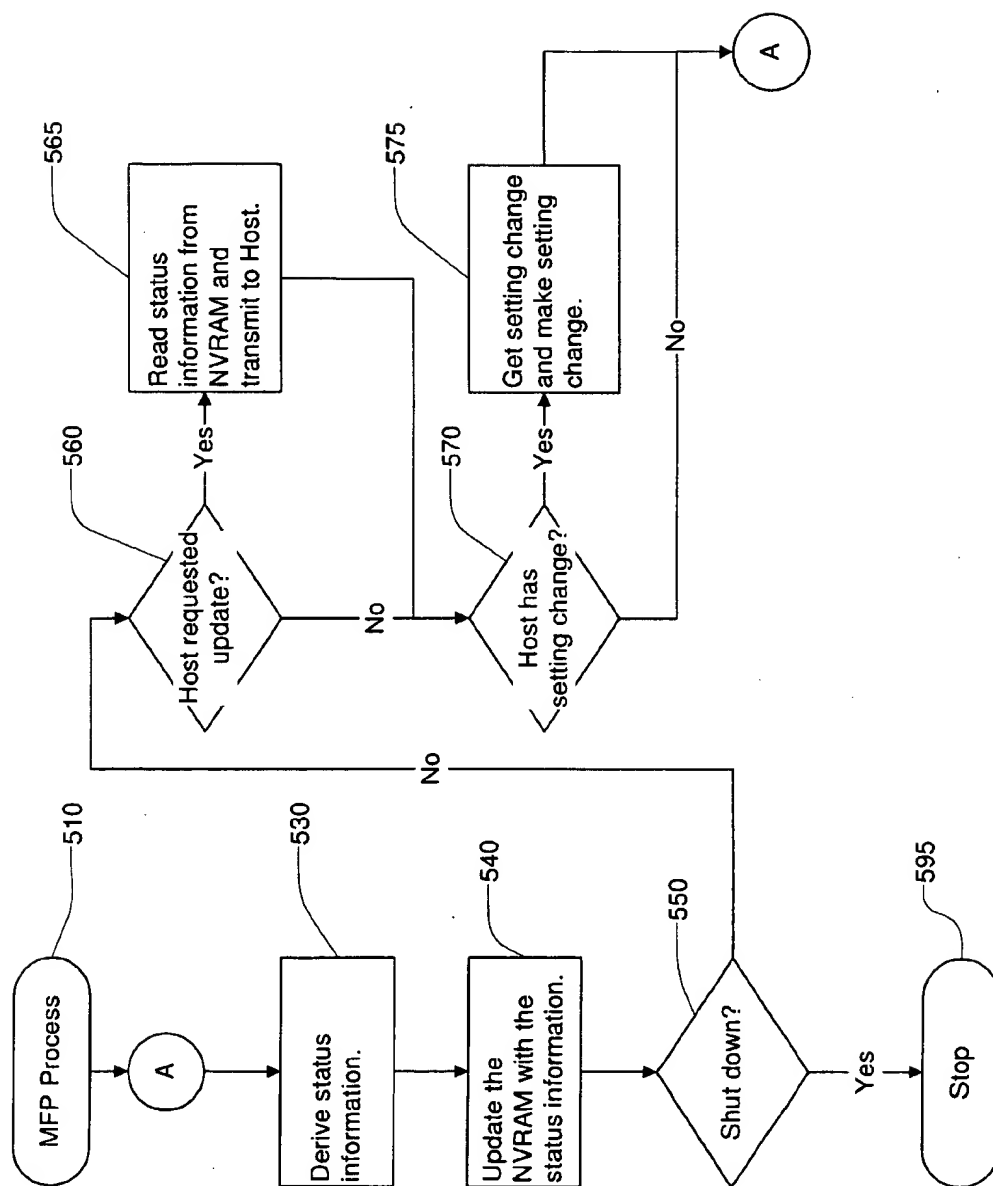 MFP Process
510
A
Derive status
information.
530
Update the
NVRAM with the
status information.
540
Shut down?
550
No
Yes
Stop
595
Host requested
update?
560
Yes
No
Read status
information from
NVRAM and
transmit to Host.
565
Host has
setting change?
570
Yes
No
Get setting change
and make setting
change.
575
A